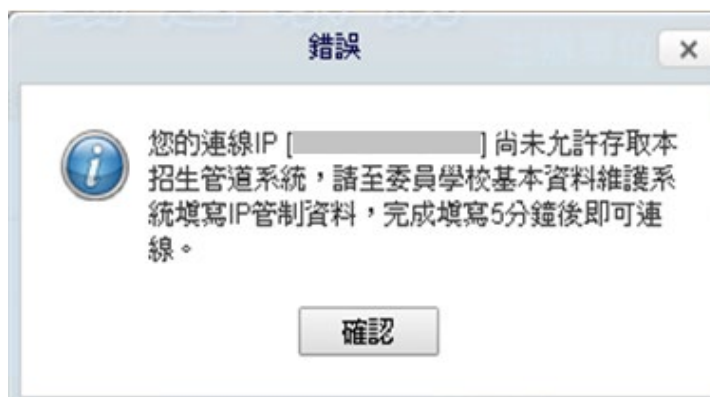 錯誤
您的連線IP [ ] 尚未允許存取本
招生管道系統，請至委員學校基本資料維護系
統填寫IP管制資料，完成填寫5分鐘後即可連
線。
確認